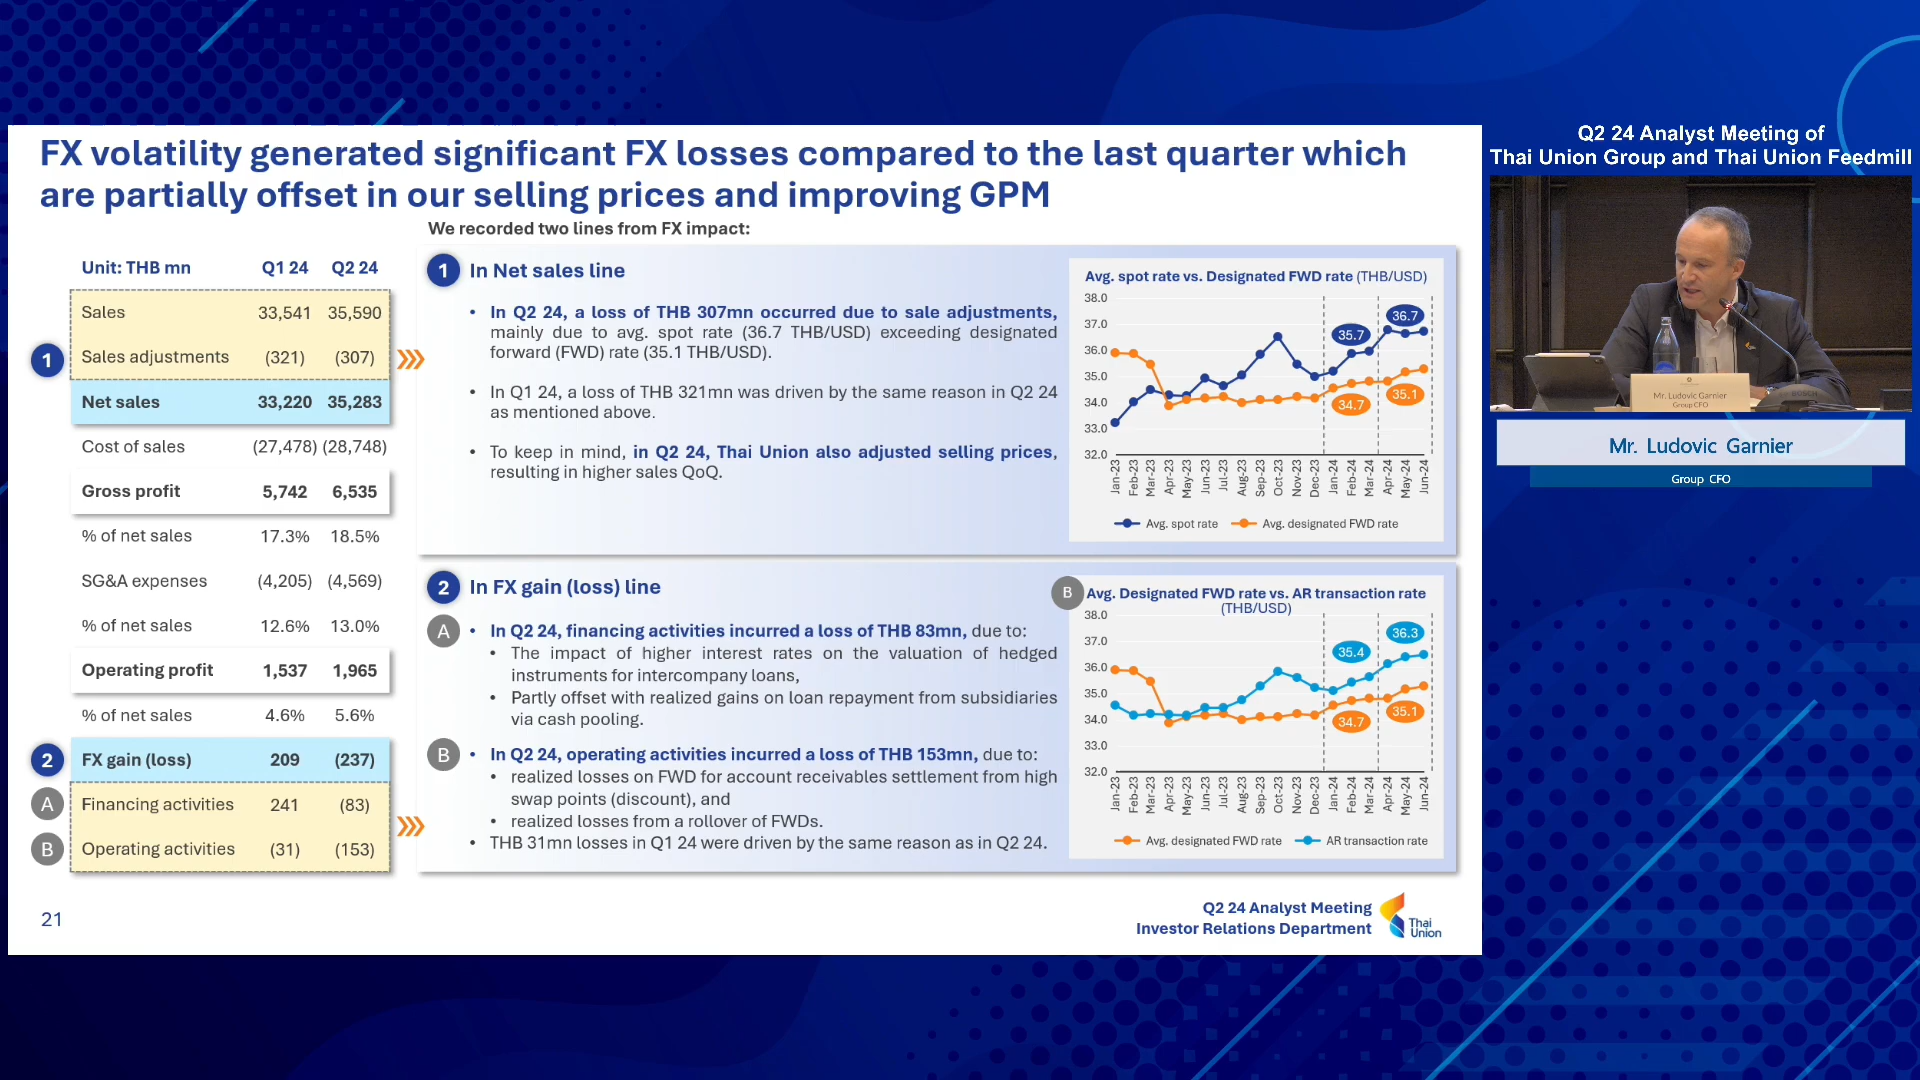 FX volatility generated significant FX losses compared to the last quarter which
are partially offset in our selling prices and improving GPM
We recorded two lines from FX impact:
Unit: THB mn Q1 24 Q2 24
Sales 33,541 35,590
1 Sales adjustments (321) (307)
Net sales 33,220 35,283
Cost of sales (27,478) (28,748)
Gross profit 5,742 6,535
% of net sales 17.3% 18.5%
SG&A expenses (4,205) (4,569)
% of net sales 12.6% 13.0%
Operating profit 1,537 1,965
% of net sales 4.6% 5.6%
2 FX gain (loss) 209 (237)
A Financing activities 241 (83)
B Operating activities (31) (153)
1 In Net sales line
• In Q2 24, a loss of THB 307mn occurred due to sale adjustments,
mainly due to avg. spot rate (36.7 THB/USD) exceeding designated
forward (FWD) rate (35.1 THB/USD).
• In Q1 24, a loss of THB 321mn was driven by the same reason in Q2 24
as mentioned above.
• To keep in mind, in Q2 24, Thai Union also adjusted selling prices,
resulting in higher sales QoQ.
Avg. spot rate vs. Designated FWD rate (THB/USD)
38.0
37.0
36.0
35.0
34.0
33.0
32.0
35.7
36.7
34.7
35.1
Jan-23 Feb-23 Mar-23 Apr-23 May-23 Jun-23 Jul-23 Aug-23 Sep-23 Oct-23 Nov-23 Dec-23 Jan-24 Feb-24 Mar-24 Apr-24 May-24 Jun-24
Avg. spot rate Avg. designated FWD rate
2 In FX gain (loss) line
A • In Q2 24, financing activities incurred a loss of THB 83mn, due to:
• The impact of higher interest rates on the valuation of hedged
instruments for intercompany loans,
• Partly offset with realized gains on loan repayment from subsidiaries
via cash pooling.
B • In Q2 24, operating activities incurred a loss of THB 153mn, due to:
• realized losses on FWD for account receivables settlement from high
swap points (discount), and
• realized losses from a rollover of FWDs.
• THB 31mn losses in Q1 24 were driven by the same reason as in Q2 24.
B Avg. Designated FWD rate vs. AR transaction rate
(THB/USD)
38.0
37.0
36.0
35.0
34.0
33.0
32.0
35.4
36.3
34.7
35.1
Jan-23 Feb-23 Mar-23 Apr-23 May-23 Jun-23 Jul-23 Aug-23 Sep-23 Oct-23 Nov-23 Dec-23 Jan-24 Feb-24 Mar-24 Apr-24 May-24 Jun-24
Avg. designated FWD rate AR transaction rate
21
Q2 24 Analyst Meeting
Investor Relations Department
Thai
Union
Q2 24 Analyst Meeting of
Thai Union Group and Thai Union Feedmill
Mr. Ludovic Garnier
Group CFO
BOSCH
Mr. Ludovic Garnier
Group CFO